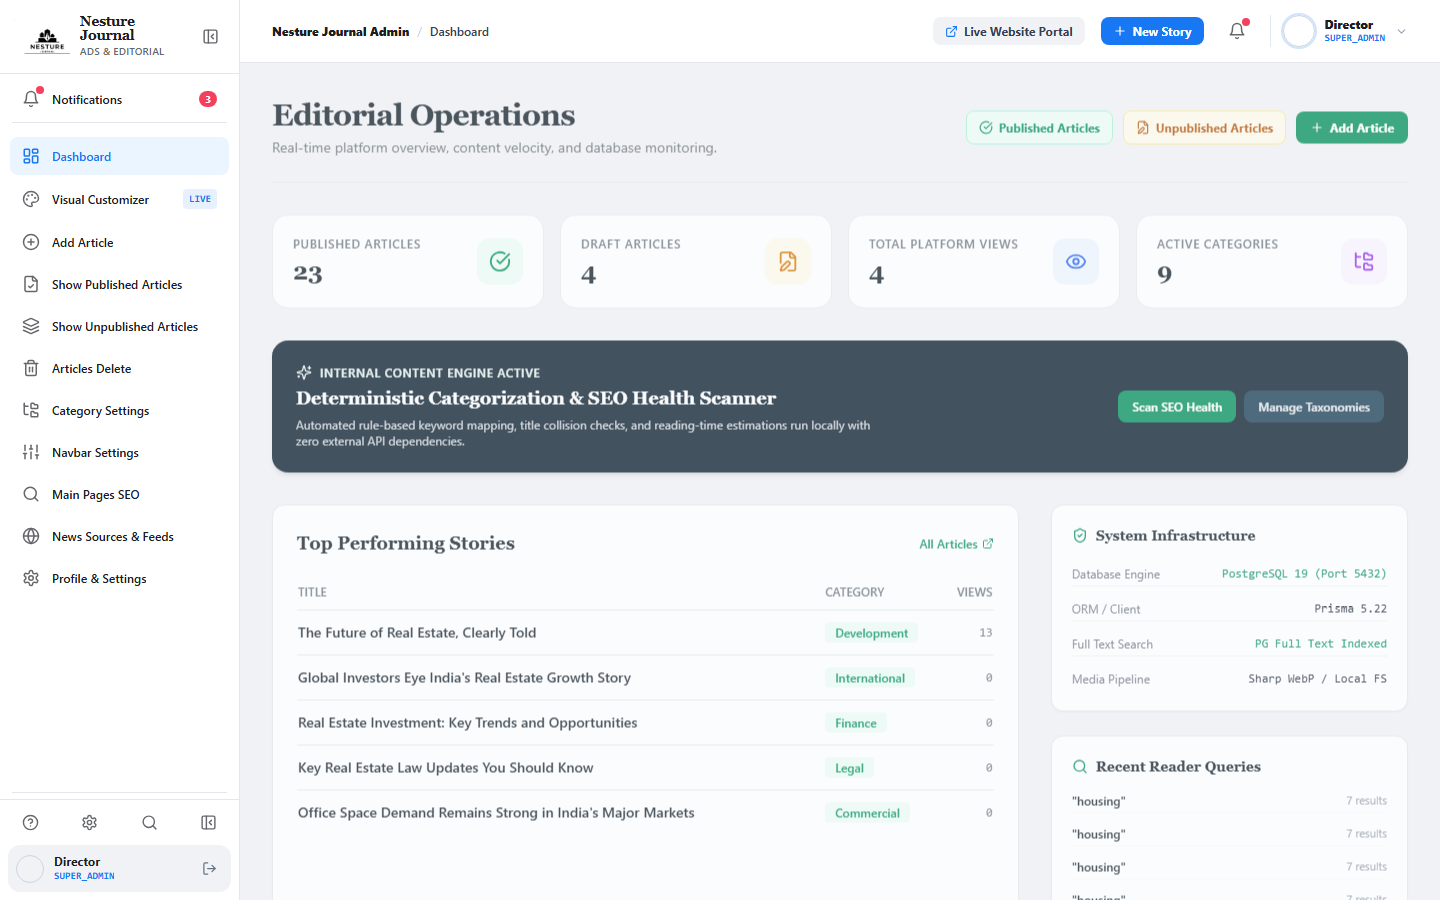 Nesture
Journal
ADS & EDITORIAL
NESTURE
Notifications
3
Dashboard
Visual Customizer
LIVE
Add Article
Show Published Articles
Show Unpublished Articles
Articles Delete
Category Settings
Navbar Settings
Main Pages SEO
News Sources & Feeds
Profile & Settings
Director
SUPER_ADMIN
Nesture Journal Admin / Dashboard
Live Website Portal
+ New Story
Director
SUPER_ADMIN
Editorial Operations
Real-time platform overview, content velocity, and database monitoring.
Published Articles
Unpublished Articles
+ Add Article
PUBLISHED ARTICLES
23
DRAFT ARTICLES
4
TOTAL PLATFORM VIEWS
4
ACTIVE CATEGORIES
9
INTERNAL CONTENT ENGINE ACTIVE
Deterministic Categorization & SEO Health Scanner
Automated rule-based keyword mapping, title collision checks, and reading-time estimations run locally with
zero external API dependencies.
Scan SEO Health
Manage Taxonomies
Top Performing Stories
All Articles
TITLE CATEGORY VIEWS
The Future of Real Estate, Clearly Told Development 13
Global Investors Eye India's Real Estate Growth Story International 0
Real Estate Investment: Key Trends and Opportunities Finance 0
Key Real Estate Law Updates You Should Know Legal 0
Office Space Demand Remains Strong in India's Major Markets Commercial 0
System Infrastructure
Database Engine PostgreSQL 19 (Port 5432)
ORM / Client Prisma 5.22
Full Text Search PG Full Text Indexed
Media Pipeline Sharp WebP / Local FS
Recent Reader Queries
"housing" 7 results
"housing" 7 results
"housing" 7 results
"housing" 7 results